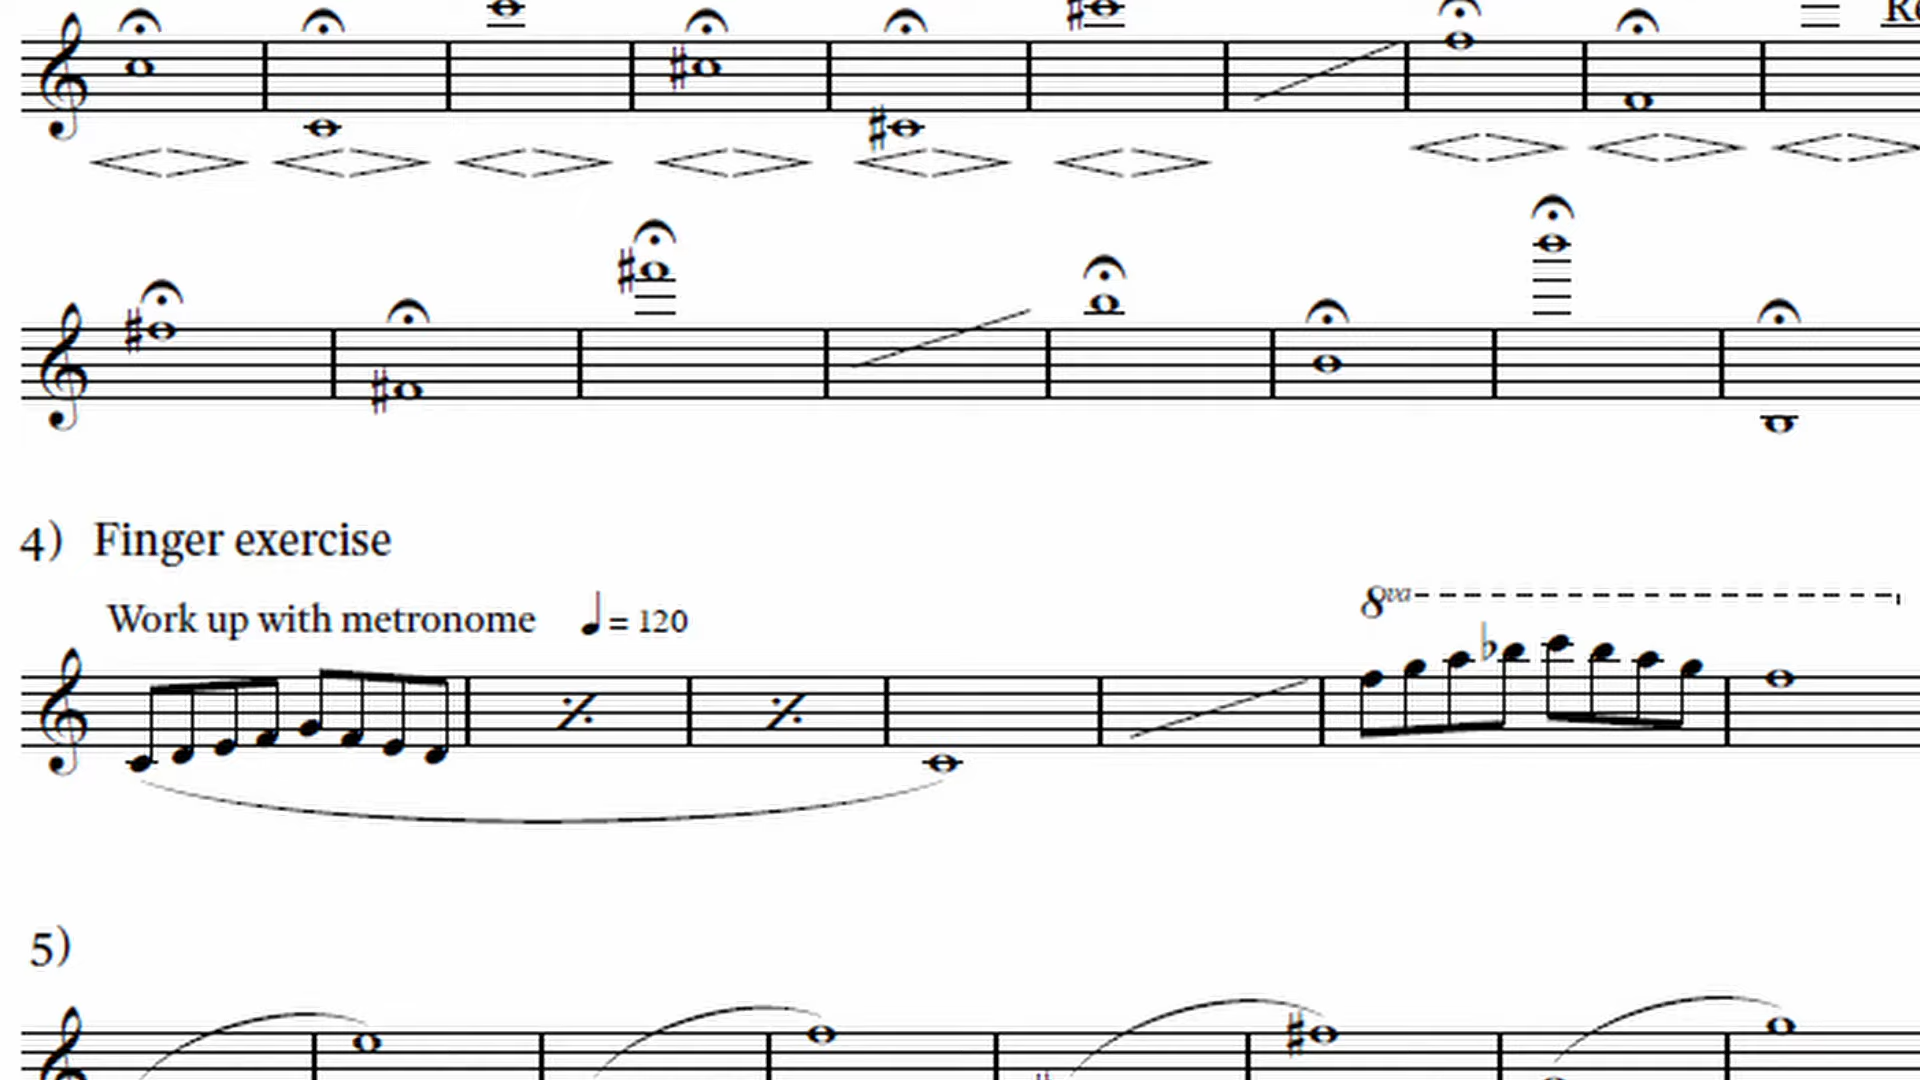 4) Finger exercise
Work up with metronome ♩= 120
8va
5)